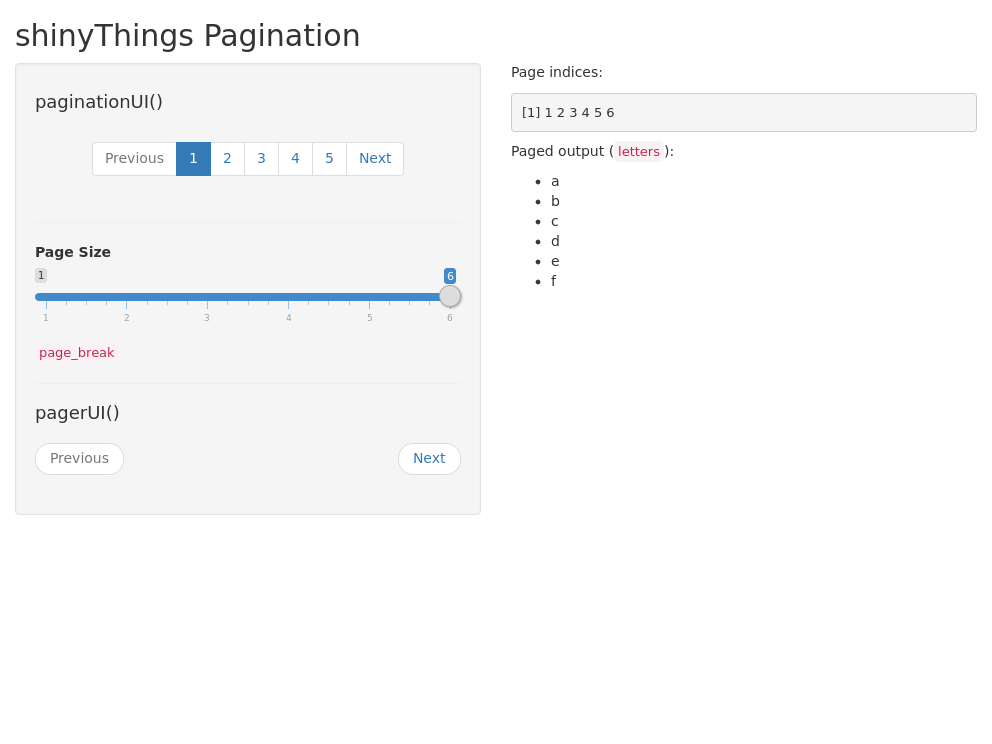 shinyThings Pagination
paginationUI()
Previous 1 2 3 4 5 Next
Page Size
1 6
1 2 3 4 5 6
page_break
pagerUI()
Previous Next
Page indices:
[1] 1 2 3 4 5 6
Paged output ( letters ):
• a
• b
• c
• d
• e
• f